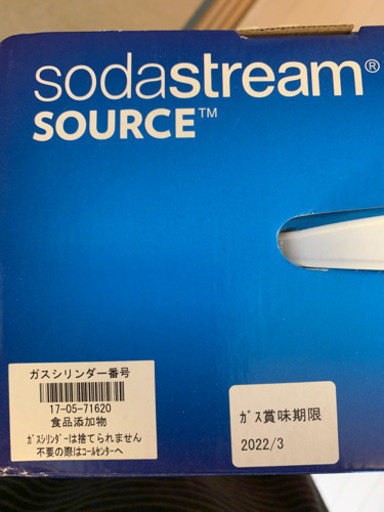 sodastream®
SOURCE™
ガスシリンダー番号
17-05-71620
食品添加物
ｶﾞｽｼﾘﾝﾀﾞｰは捨てられません
不要の際はｺｰﾙｾﾝﾀｰへ
ｶﾞｽ 賞味期限
2022/3